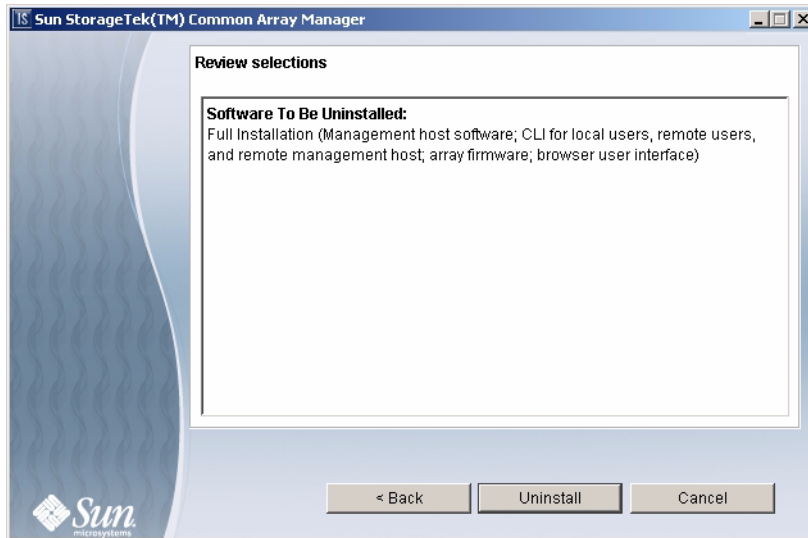 Sun StorageTek(TM) Common Array Manager
Review selections
Software To Be Uninstalled:
Full Installation (Management host software; CLI for local users, remote users,
and remote management host; array firmware; browser user interface)
< Back
Uninstall
Cancel
Sun
microsystems